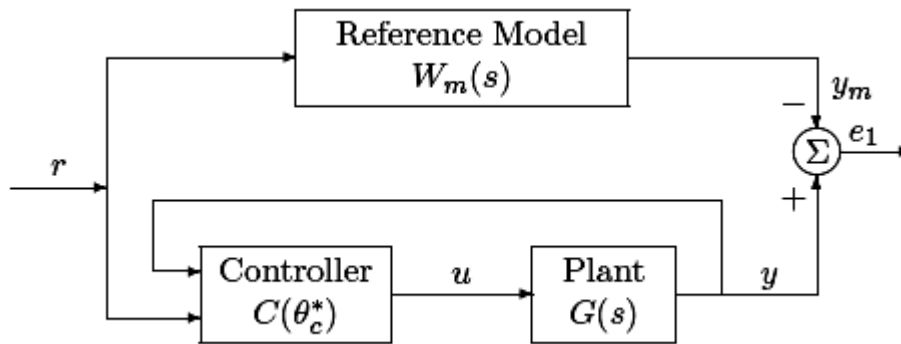 Reference Model
W_m(s)
y_m
−
e_1
Σ
r
+
Controller
C(θ_c^*)
u
Plant
G(s)
y